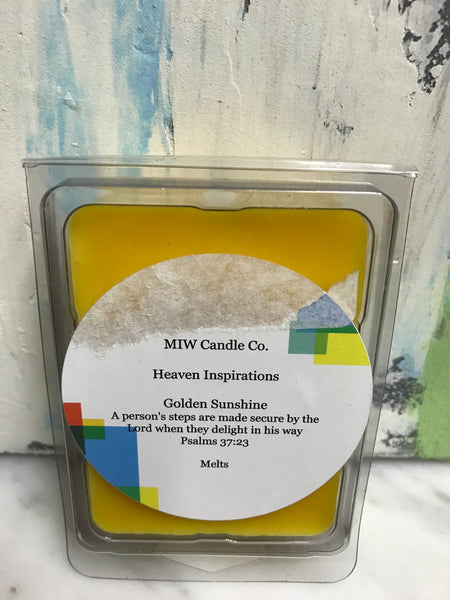 MIW Candle Co.
Heaven Inspirations
Golden Sunshine
A person's steps are made secure by the
Lord when they delight in his way
Psalms 37:23
Melts